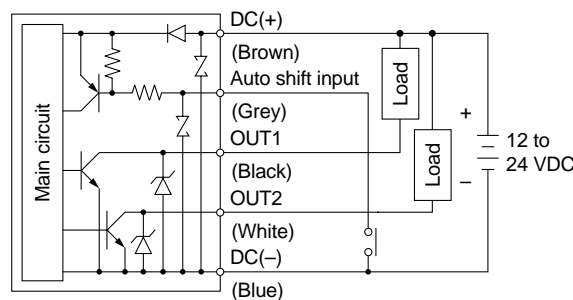 DC(+)
(Brown)
Auto shift input
(Grey)
OUT1
(Black)
OUT2
(White)
DC(–)
(Blue)
Main circuit
Load
Load
+
–
12 to
24 VDC